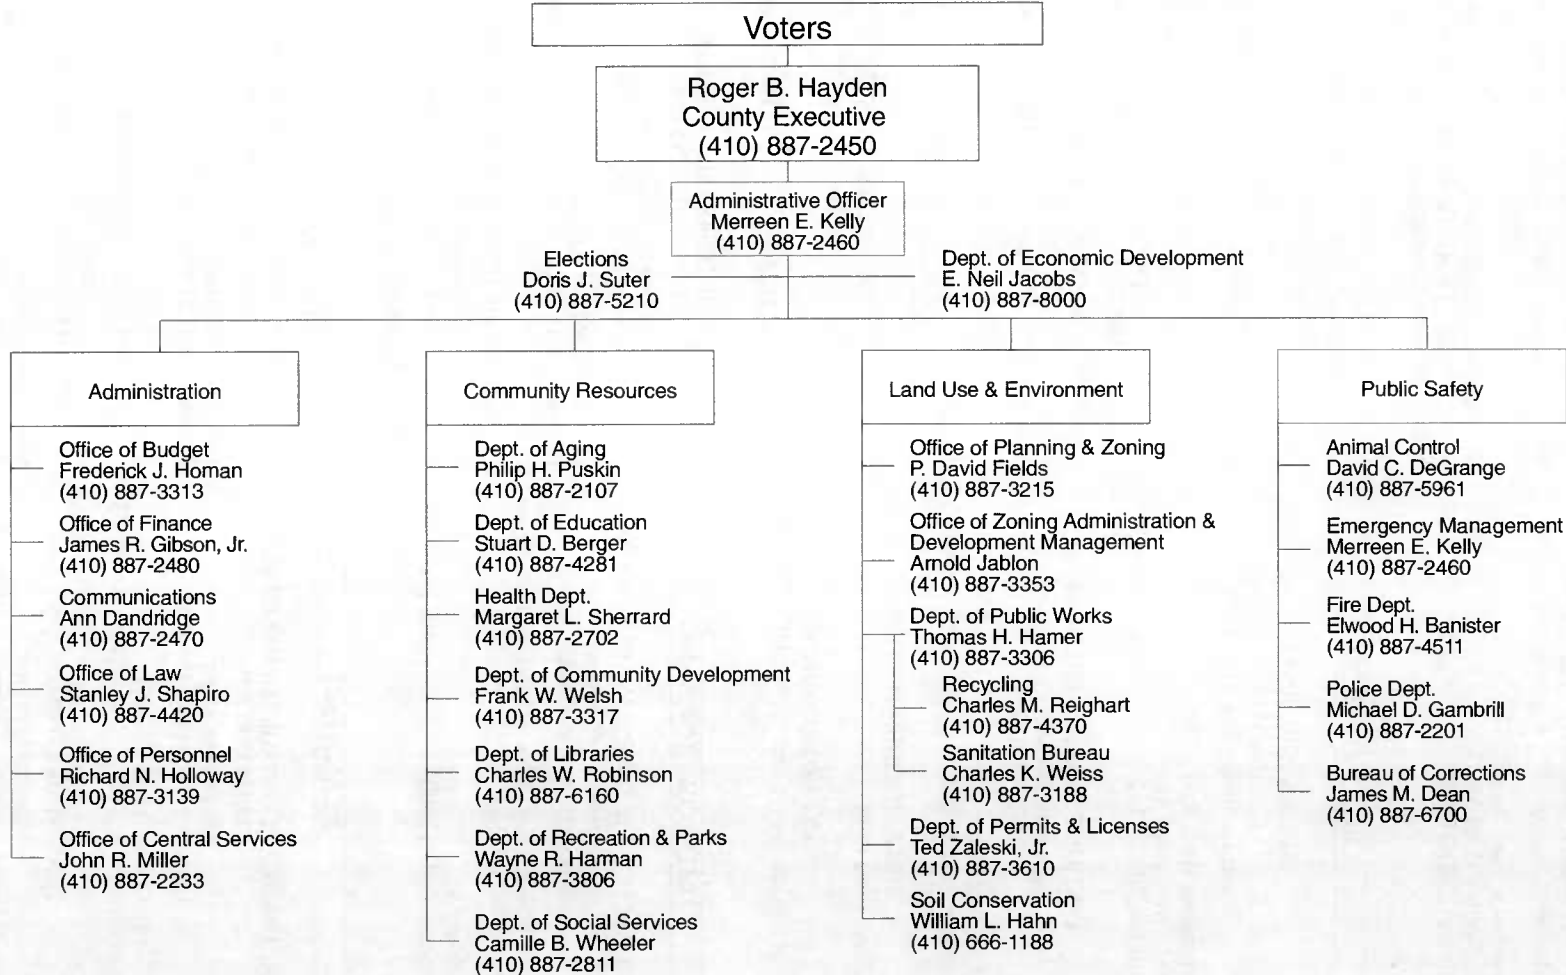 Voters
Roger B. Hayden
County Executive
(410) 887-2450
Administrative Officer
Merreen E. Kelly
(410) 887-2460
Elections
Doris J. Suter
(410) 887-5210
Dept. of Economic Development
E. Neil Jacobs
(410) 887-8000
Administration
Office of Budget
Frederick J. Homan
(410) 887-3313
Office of Finance
James R. Gibson, Jr.
(410) 887-2480
Communications
Ann Dandridge
(410) 887-2470
Office of Law
Stanley J. Shapiro
(410) 887-4420
Office of Personnel
Richard N. Holloway
(410) 887-3139
Office of Central Services
John R. Miller
(410) 887-2233
Community Resources
Dept. of Aging
Philip H. Puskin
(410) 887-2107
Dept. of Education
Stuart D. Berger
(410) 887-4281
Health Dept.
Margaret L. Sherrard
(410) 887-2702
Dept. of Community Development
Frank W. Welsh
(410) 887-3317
Dept. of Libraries
Charles W. Robinson
(410) 887-6160
Dept. of Recreation & Parks
Wayne R. Harman
(410) 887-3806
Dept. of Social Services
Camille B. Wheeler
(410) 887-2811
Land Use & Environment
Office of Planning & Zoning
P. David Fields
(410) 887-3215
Office of Zoning Administration &
Development Management
Arnold Jablon
(410) 887-3353
Dept. of Public Works
Thomas H. Hamer
(410) 887-3306
Recycling
Charles M. Reighart
(410) 887-4370
Sanitation Bureau
Charles K. Weiss
(410) 887-3188
Dept. of Permits & Licenses
Ted Zaleski, Jr.
(410) 887-3610
Soil Conservation
William L. Hahn
(410) 666-1188
Public Safety
Animal Control
David C. DeGrange
(410) 887-5961
Emergency Management
Merreen E. Kelly
(410) 887-2460
Fire Dept.
Elwood H. Banister
(410) 887-4511
Police Dept.
Michael D. Gambrill
(410) 887-2201
Bureau of Corrections
James M. Dean
(410) 887-6700